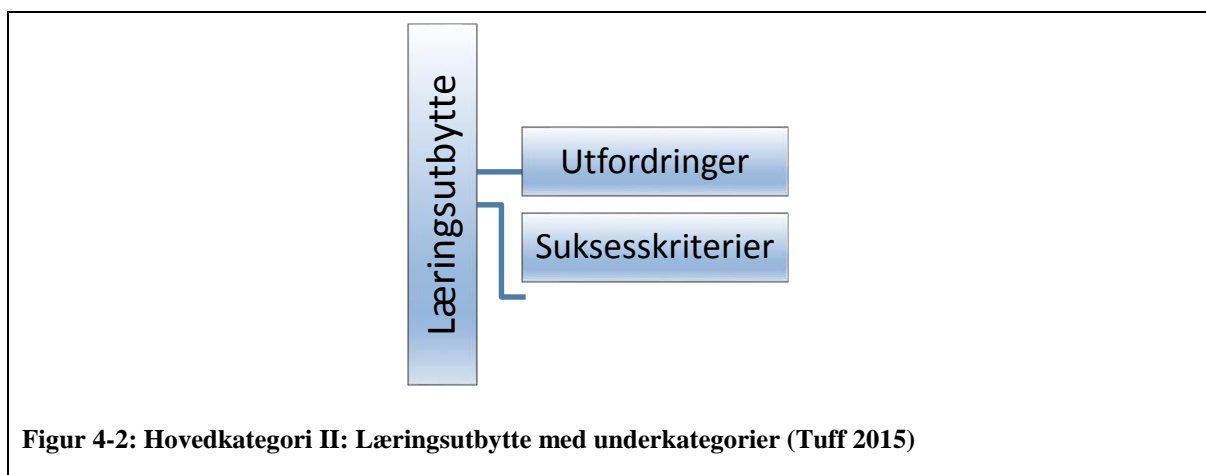 Læringsutbytte
Utfordringer
Suksesskriterier
Figur 4-2: Hovedkategori II: Læringsutbytte med underkategorier (Tuff 2015)